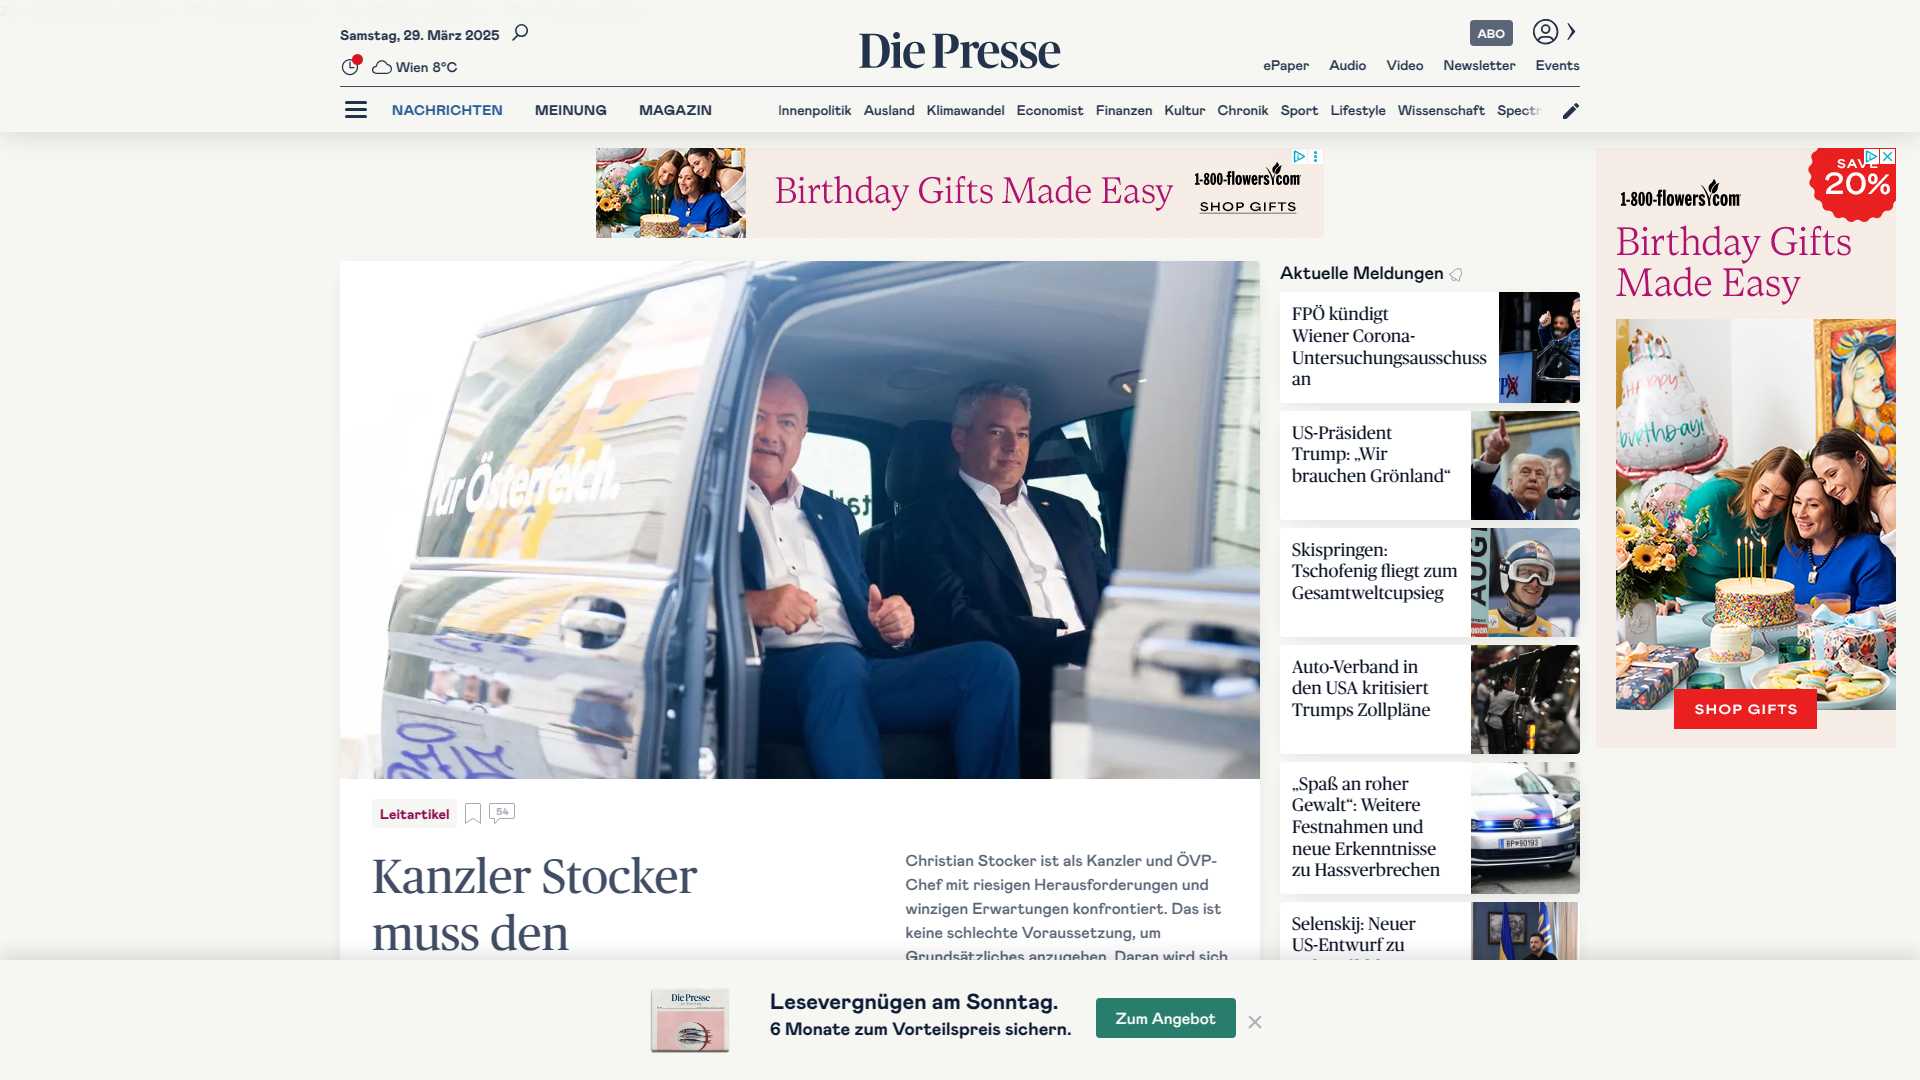 Samstag, 29. März 2025
Wien 8°C
Die Presse
ABO
ePaper Audio Video Newsletter Events
NACHRICHTEN MEINUNG MAGAZIN
Innenpolitik Ausland Klimawandel Economist Finanzen Kultur Chronik Sport Lifestyle Wissenschaft Spectr
Birthday Gifts Made Easy
1-800-flowers.com
SHOP GIFTS
SAVE
20%
1-800-flowers.com
Birthday Gifts
Made Easy
HAPPY
birthday!
SHOP GIFTS
für Österreich.
Aktuelle Meldungen
FPÖ kündigt
Wiener Corona-
Untersuchungsausschuss
an
US-Präsident
Trump: „Wir
brauchen Grönland“
Skispringen:
Tschofenig fliegt zum
Gesamtweltcupsieg
AUGI
Auto-Verband in
den USA kritisiert
Trumps Zollpläne
„Spaß an roher
Gewalt“: Weitere
Festnahmen und
neue Erkenntnisse
zu Hassverbrechen
BP 90193
Selenskij: Neuer
US-Entwurf zu
Leitartikel
54
Kanzler Stocker
muss den
Christian Stocker ist als Kanzler und ÖVP-
Chef mit riesigen Herausforderungen und
winzigen Erwartungen konfrontiert. Das ist
keine schlechte Voraussetzung, um
Grundsätzliches anzugehen. Daran wird sich
Die Presse
Lesevergnügen am Sonntag.
6 Monate zum Vorteilspreis sichern.
Zum Angebot